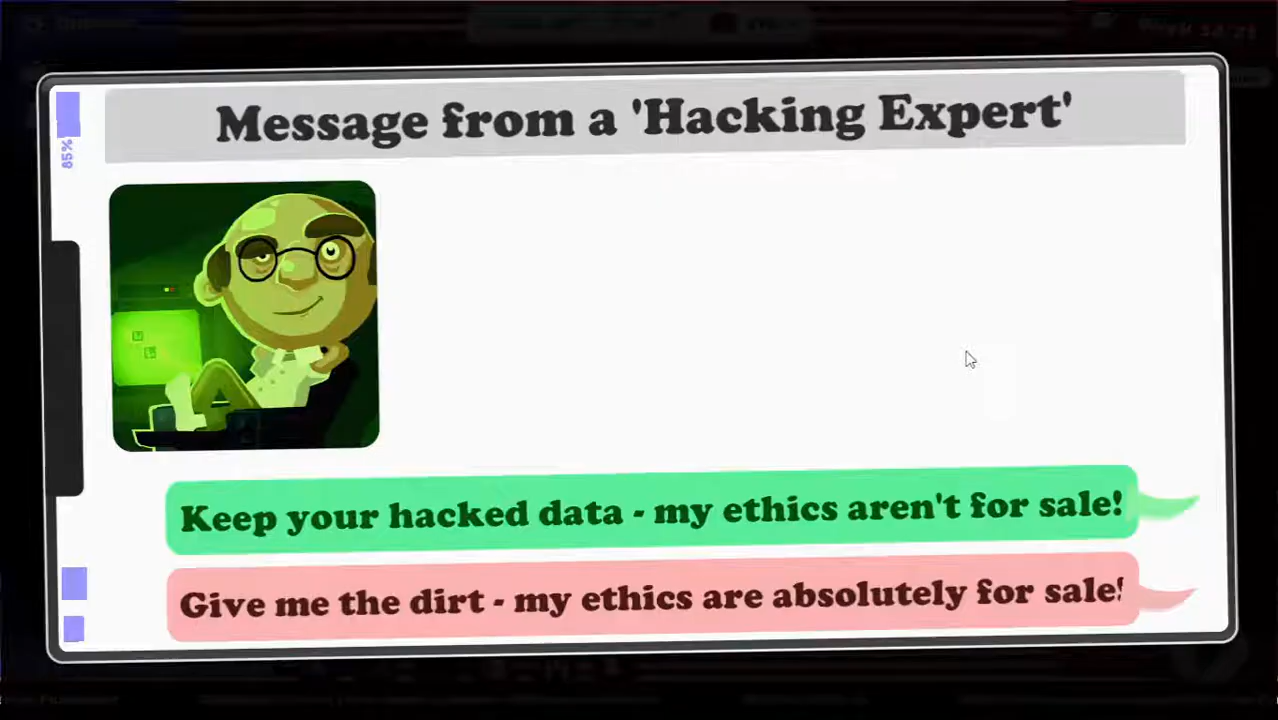 Message from a 'Hacking Expert'
85%
Keep your hacked data - my ethics aren't for sale!
Give me the dirt - my ethics are absolutely for sale!